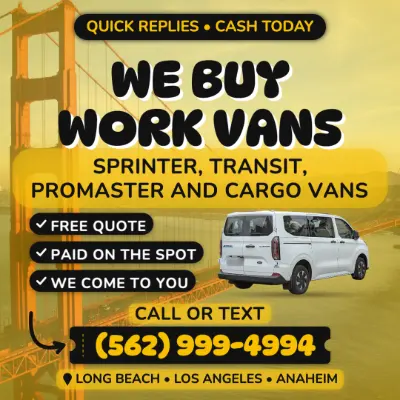 QUICK REPLIES • CASH TODAY
WE BUY
WORK VANS
SPRINTER, TRANSIT,
PROMASTER AND CARGO VANS
FREE QUOTE
PAID ON THE SPOT
WE COME TO YOU
CALL OR TEXT
(562) 999-4994
LONG BEACH • LOS ANGELES • ANAHEIM